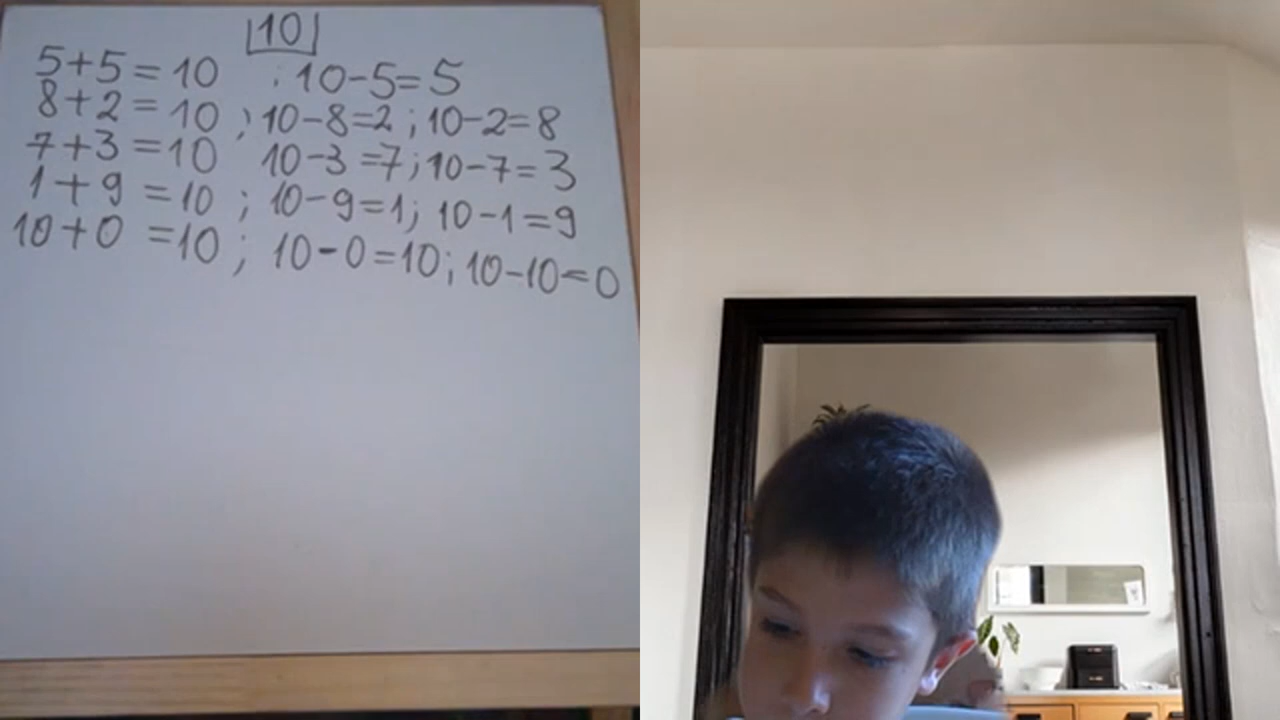 10
5+5=10 ; 10-5=5
8+2=10 ; 10-8=2 ; 10-2=8
7+3=10 10-3=7 ; 10-7=3
1+9=10 ; 10-9=1 ; 10-1=9
10+0=10 ; 10-0=10 ; 10-10=0